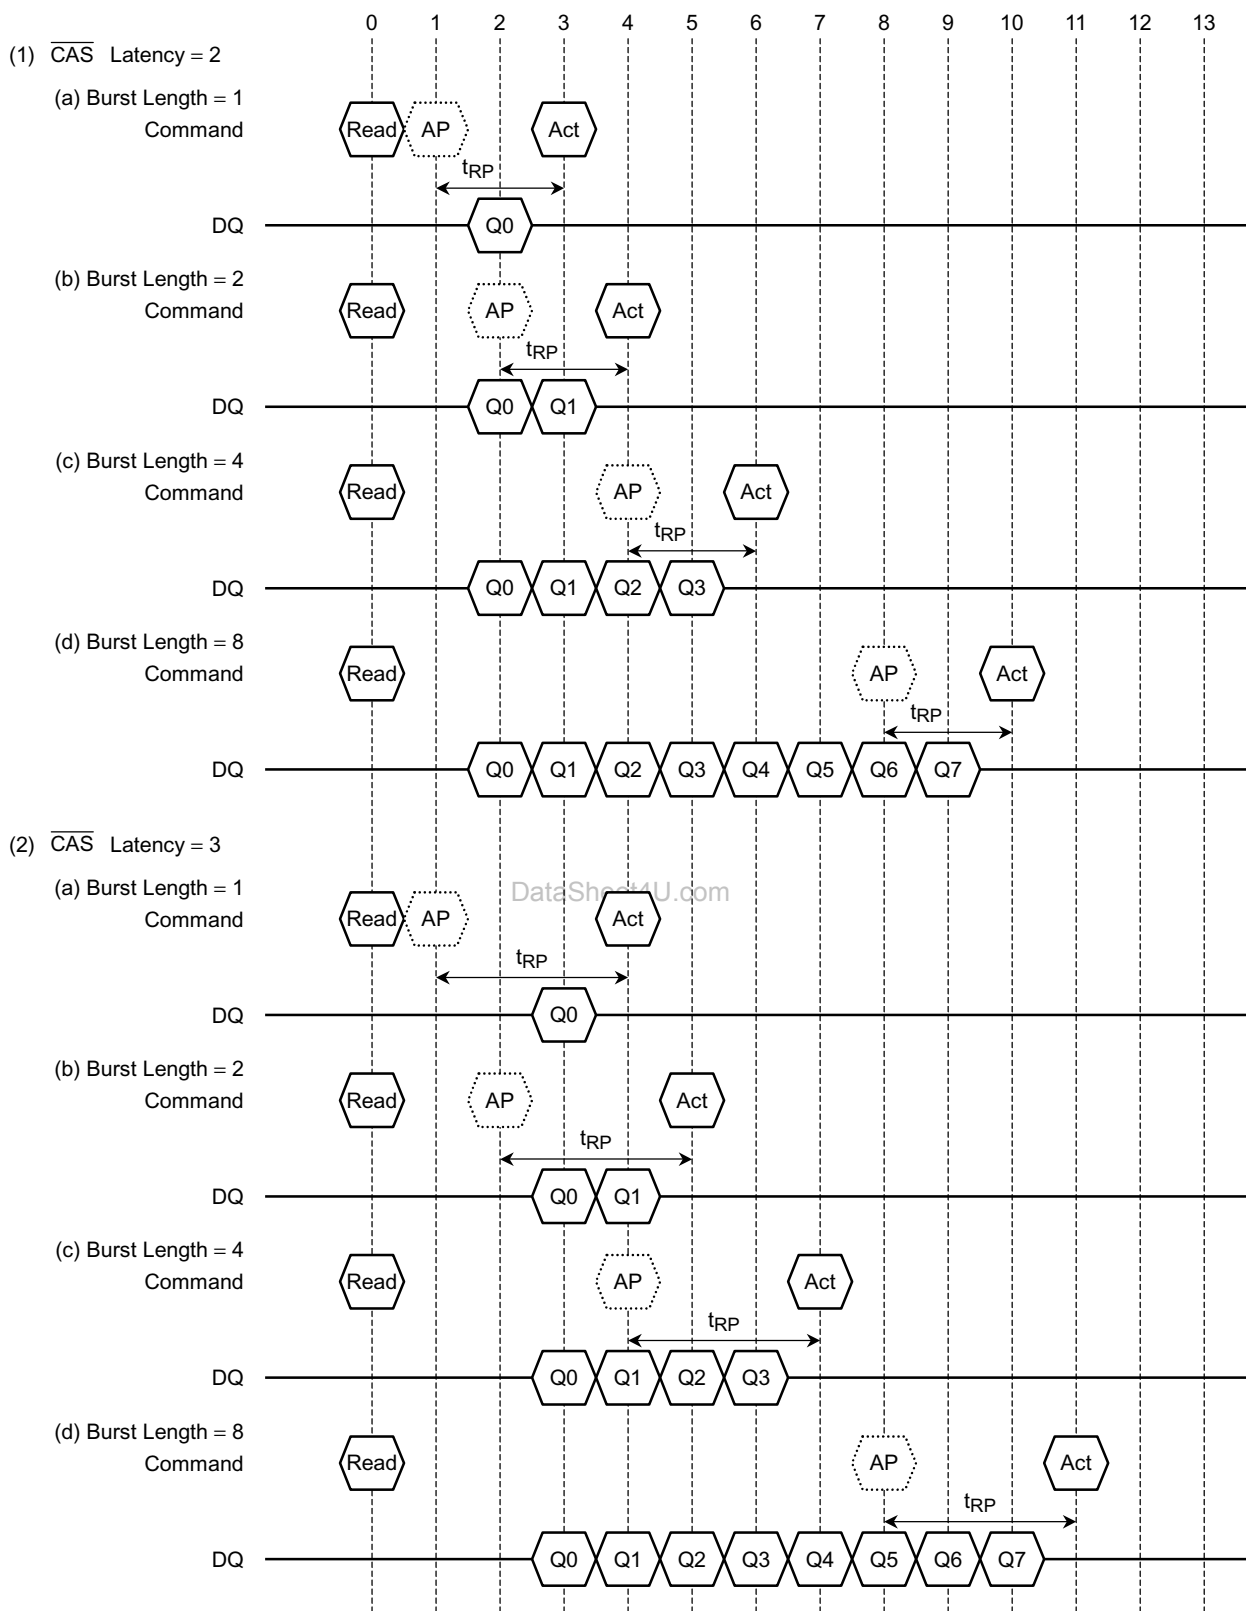 0 1 2 3 4 5 6 7 8 9 10 11 12 13
(1) CAS Latency = 2
(a) Burst Length = 1
Command Read AP Act
tRP
DQ Q0
(b) Burst Length = 2
Command Read AP Act
tRP
DQ Q0 Q1
(c) Burst Length = 4
Command Read AP Act
tRP
DQ Q0 Q1 Q2 Q3
(d) Burst Length = 8
Command Read AP Act
tRP
DQ Q0 Q1 Q2 Q3 Q4 Q5 Q6 Q7
(2) CAS Latency = 3
(a) Burst Length = 1
DataSheet4U.com
Command Read AP Act
tRP
DQ Q0
(b) Burst Length = 2
Command Read AP Act
tRP
DQ Q0 Q1
(c) Burst Length = 4
Command Read AP Act
tRP
DQ Q0 Q1 Q2 Q3
(d) Burst Length = 8
Command Read AP Act
tRP
DQ Q0 Q1 Q2 Q3 Q4 Q5 Q6 Q7